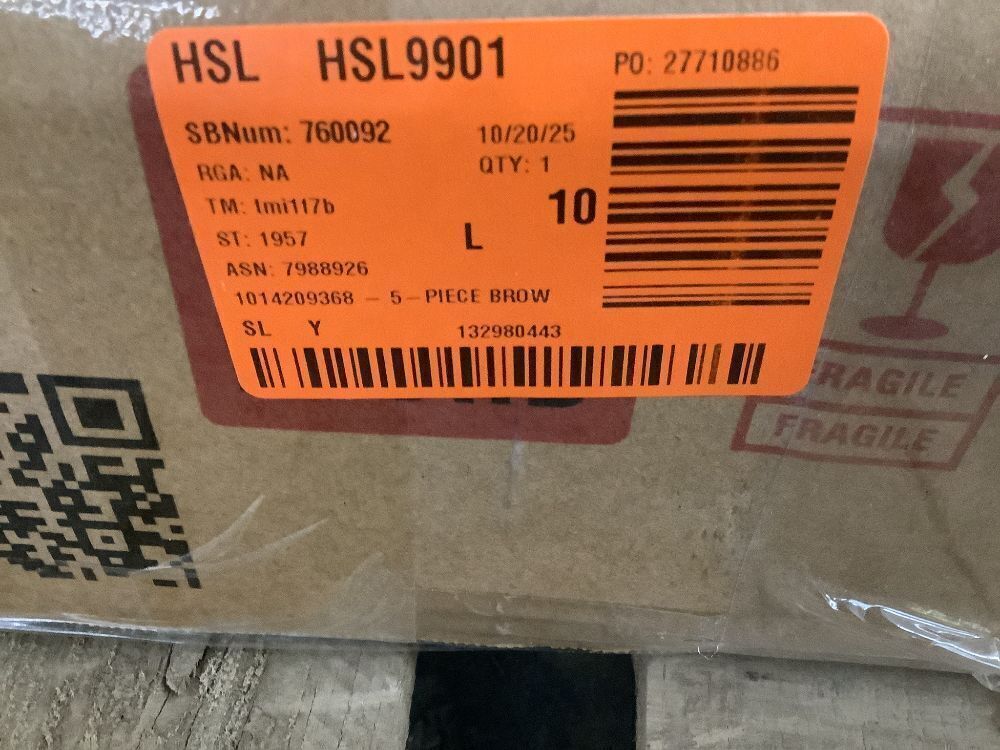 HSL HSL9901
PO: 27710886
SBNum: 760092
10/20/25
RGA: NA
QTY: 1
TM: tmi117b
10
ST: 1957
L
ASN: 7988926
1014209368 - 5-PIECE BROW
SL Y
132980443
FRAGILE
FRAGILE